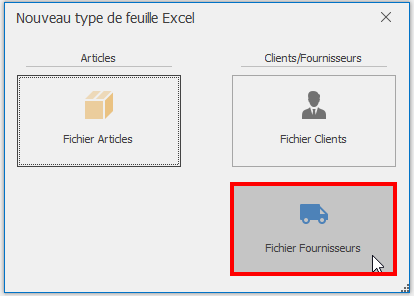 Nouveau type de feuille Excel
Articles
Clients/Fournisseurs
Fichier Articles
Fichier Clients
Fichier Fournisseurs